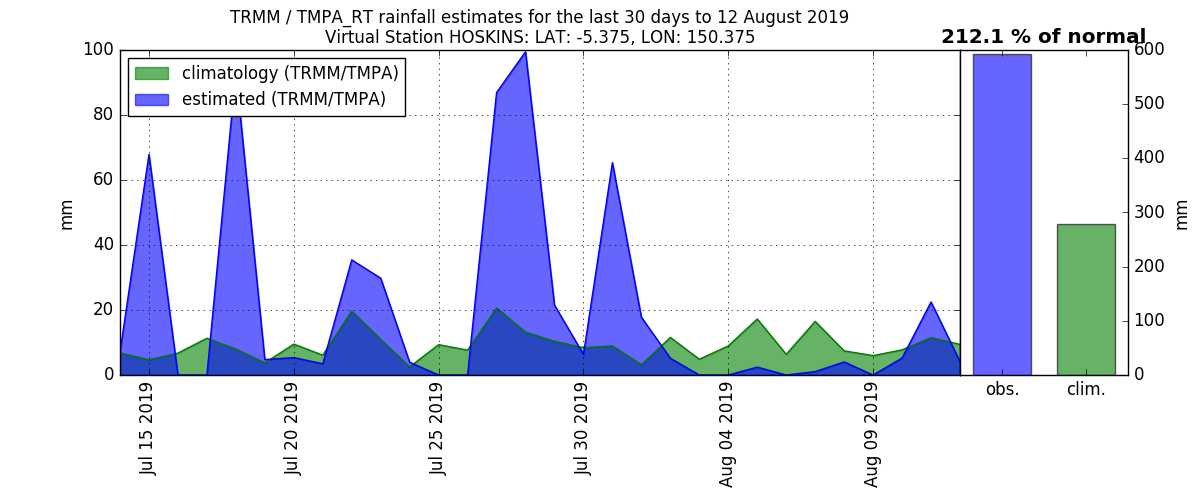 TRMM / TMPA_RT rainfall estimates for the last 30 days to 12 August 2019
Virtual Station HOSKINS: LAT: -5.375, LON: 150.375
212.1 % of normal
climatology (TRMM/TMPA)
estimated (TRMM/TMPA)
100
80
60
40
20
0
mm
Jul 15 2019
Jul 20 2019
Jul 25 2019
Jul 30 2019
Aug 04 2019
Aug 09 2019
600
500
400
300
200
100
0
mm
obs.
clim.